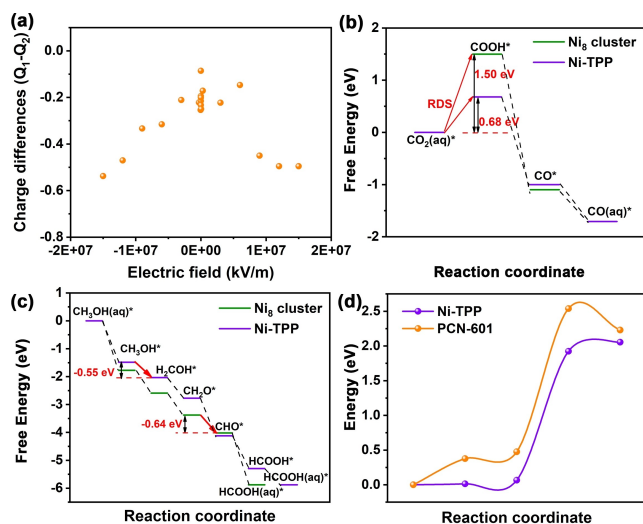 (a)
Charge differences (Q₁-Q₂)
0.0
-0.2
-0.4
-0.6
-0.8
-2E+07
-1E+07
0E+00
1E+07
2E+07
Electric field (kV/m)
(b)
Free Energy (eV)
2
1
0
-1
-2
COOH*
Ni₈ cluster
Ni-TPP
1.50 eV
RDS
0.68 eV
CO₂(aq)*
CO*
CO(aq)*
Reaction coordinate
(c)
Free Energy (eV)
1
0
-1
-2
-3
-4
-5
-6
CH₃OH(aq)*
Ni₈ cluster
Ni-TPP
CH₃OH*
H₂COH*
-0.55 eV
CH₂O*
-0.64 eV
CHO*
HCOOH*
HCOOH(aq)*
HCOOH(aq)*
Reaction coordinate
(d)
Energy (eV)
2.5
2.0
1.5
1.0
0.5
0.0
Ni-TPP
PCN-601
Reaction coordinate